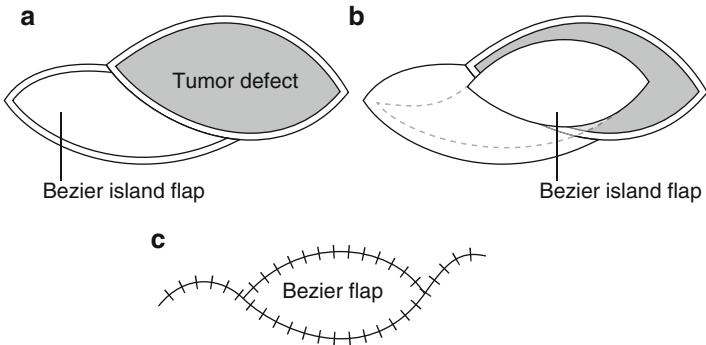 a
b
Tumor defect
Bezier island flap
Bezier island flap
c
Bezier flap